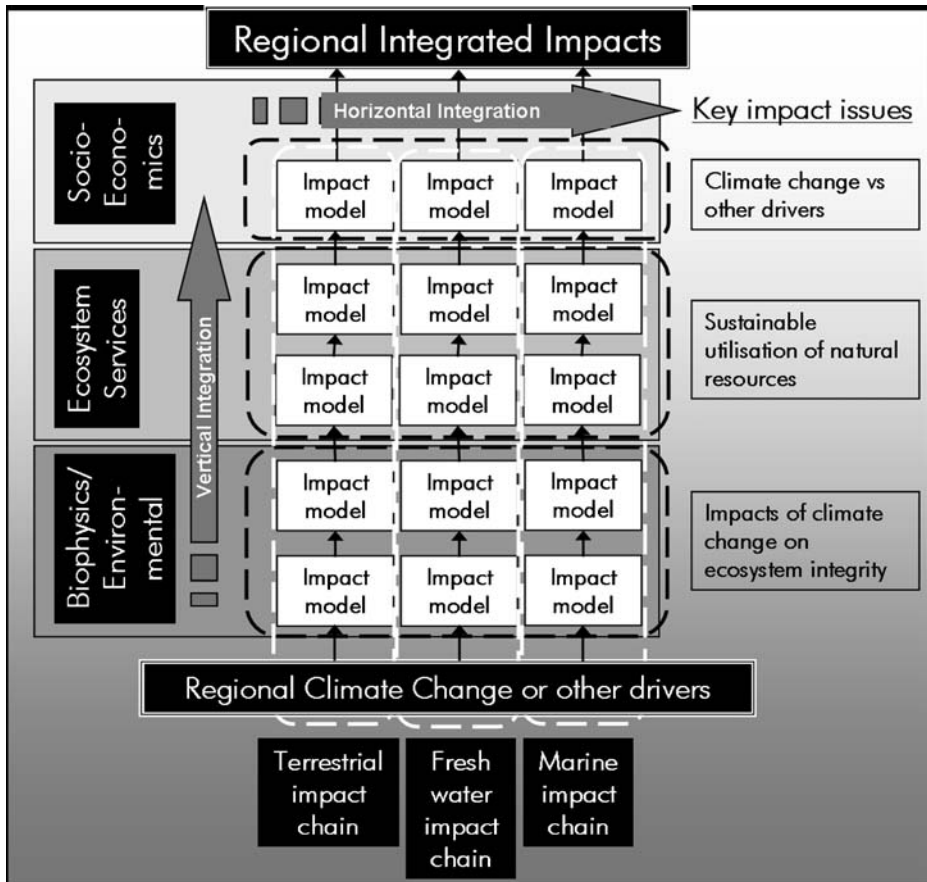 Regional Integrated Impacts
Horizontal Integration
Key impact issues
Socio-
Econo-
mics
Impact
model
Impact
model
Impact
model
Climate change vs
other drivers
Ecosystem
Services
Vertical Integration
Impact
model
Impact
model
Impact
model
Impact
model
Impact
model
Impact
model
Sustainable
utilisation of natural
resources
Biophysics/
Environ-
mental
Impact
model
Impact
model
Impact
model
Impact
model
Impact
model
Impact
model
Impacts of climate
change on
ecosystem integrity
Regional Climate Change or other drivers
Terrestrial
impact
chain
Fresh
water
impact
chain
Marine
impact
chain